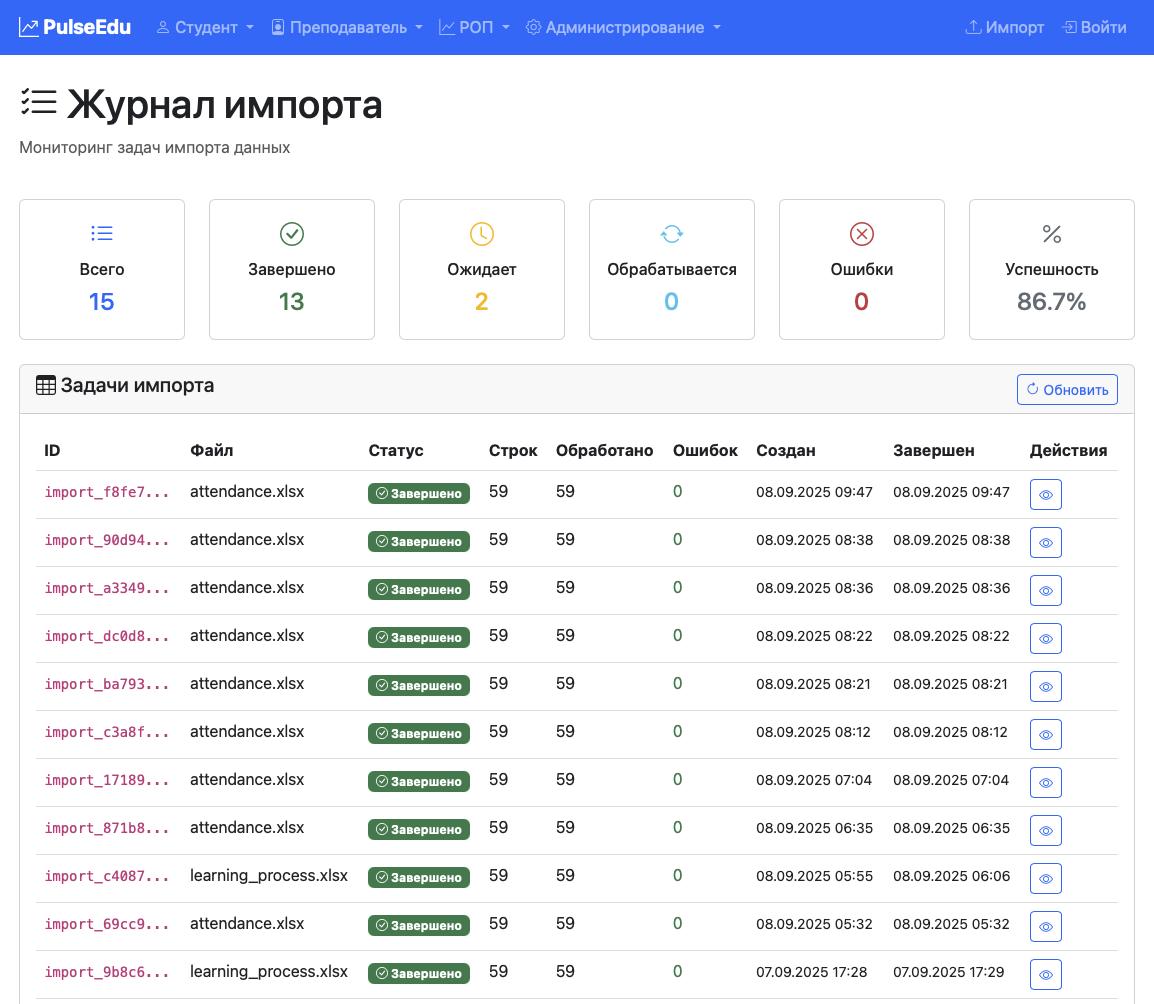 PulseEdu Студент Преподаватель РОП Администрирование Импорт Войти
Журнал импорта
Мониторинг задач импорта данных
Всего Завершено Ожидает Обрабатывается Ошибки Успешность
15 13 2 0 0 86.7%
Задачи импорта Обновить
ID Файл Статус Строк Обработано Ошибок Создан Завершен Действия
import_f8fe7... attendance.xlsx Завершено 59 59 0 08.09.2025 09:47 08.09.2025 09:47
import_90d94... attendance.xlsx Завершено 59 59 0 08.09.2025 08:38 08.09.2025 08:38
import_a3349... attendance.xlsx Завершено 59 59 0 08.09.2025 08:36 08.09.2025 08:36
import_dc0d8... attendance.xlsx Завершено 59 59 0 08.09.2025 08:22 08.09.2025 08:22
import_ba793... attendance.xlsx Завершено 59 59 0 08.09.2025 08:21 08.09.2025 08:21
import_c3a8f... attendance.xlsx Завершено 59 59 0 08.09.2025 08:12 08.09.2025 08:12
import_17189... attendance.xlsx Завершено 59 59 0 08.09.2025 07:04 08.09.2025 07:04
import_871b8... attendance.xlsx Завершено 59 59 0 08.09.2025 06:35 08.09.2025 06:35
import_c4087... learning_process.xlsx Завершено 59 59 0 08.09.2025 05:55 08.09.2025 06:06
import_69cc9... attendance.xlsx Завершено 59 59 0 08.09.2025 05:32 08.09.2025 05:32
import_9b8c6... learning_process.xlsx Завершено 59 59 0 07.09.2025 17:28 07.09.2025 17:29